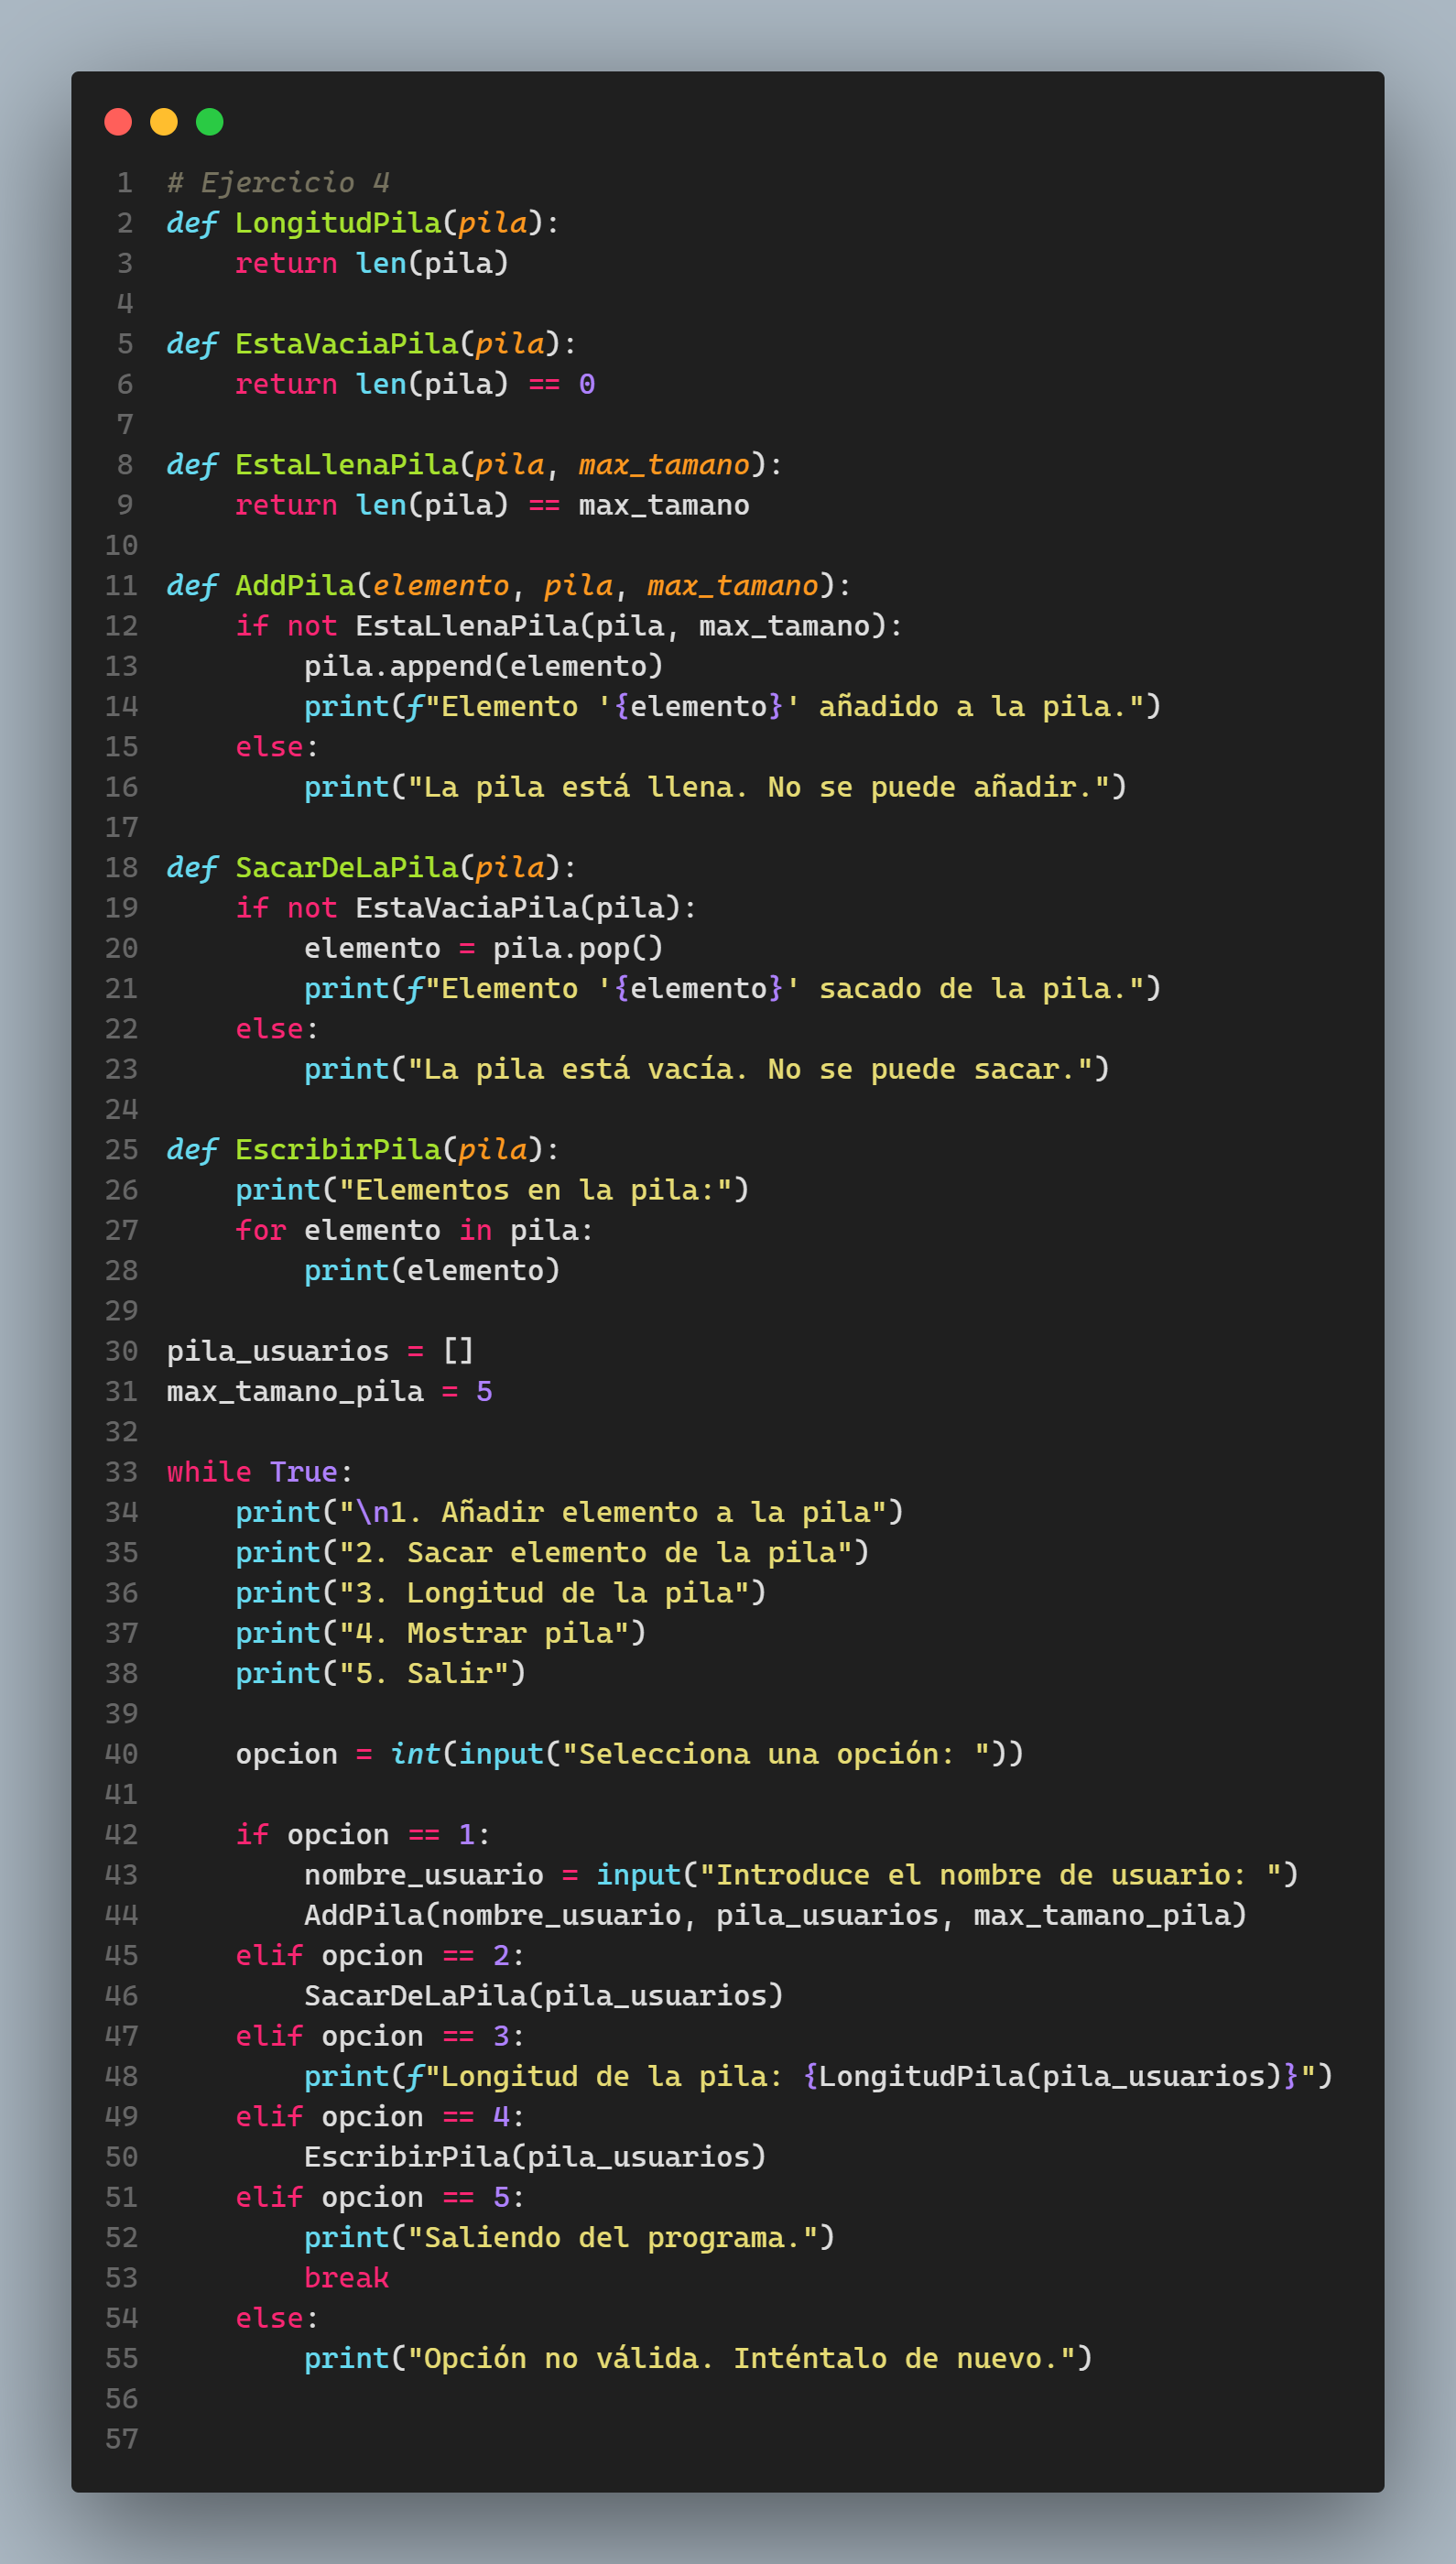 1 # Ejercicio 4
2 def LongitudPila(pila):
3     return len(pila)
4
5 def EstaVaciaPila(pila):
6     return len(pila) == 0
7
8 def EstaLlenaPila(pila, max_tamano):
9     return len(pila) == max_tamano
10
11 def AddPila(elemento, pila, max_tamano):
12     if not EstaLlenaPila(pila, max_tamano):
13         pila.append(elemento)
14         print(f"Elemento '{elemento}' añadido a la pila.")
15     else:
16         print("La pila está llena. No se puede añadir.")
17
18 def SacarDeLaPila(pila):
19     if not EstaVaciaPila(pila):
20         elemento = pila.pop()
21         print(f"Elemento '{elemento}' sacado de la pila.")
22     else:
23         print("La pila está vacía. No se puede sacar.")
24
25 def EscribirPila(pila):
26     print("Elementos en la pila:")
27     for elemento in pila:
28         print(elemento)
29
30 pila_usuarios = []
31 max_tamano_pila = 5
32
33 while True:
34     print("\n1. Añadir elemento a la pila")
35     print("2. Sacar elemento de la pila")
36     print("3. Longitud de la pila")
37     print("4. Mostrar pila")
38     print("5. Salir")
39
40     opcion = int(input("Selecciona una opción: "))
41
42     if opcion == 1:
43         nombre_usuario = input("Introduce el nombre de usuario: ")
44         AddPila(nombre_usuario, pila_usuarios, max_tamano_pila)
45     elif opcion == 2:
46         SacarDeLaPila(pila_usuarios)
47     elif opcion == 3:
48         print(f"Longitud de la pila: {LongitudPila(pila_usuarios)}")
49     elif opcion == 4:
50         EscribirPila(pila_usuarios)
51     elif opcion == 5:
52         print("Saliendo del programa.")
53         break
54     else:
55         print("Opción no válida. Inténtalo de nuevo.")
56
57